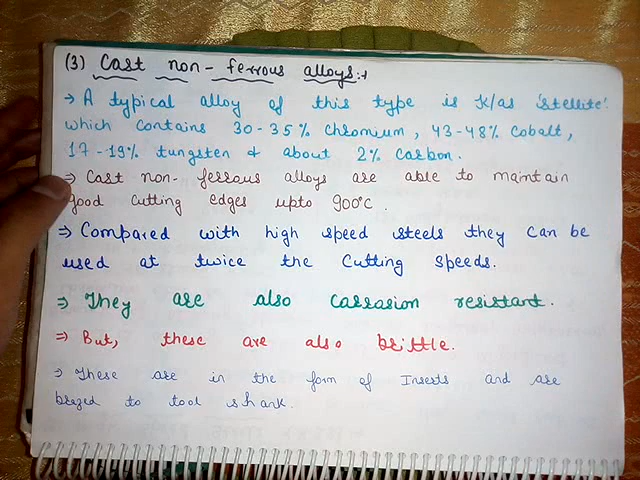 (3) Cast non-ferrous alloys:→
→ A typical alloy of this type is k/as 'stellite'
which contains 30-35% chromium, 43-48% cobalt,
17-19% tungsten & about 2% carbon.
⇒ Cast non-ferrous alloys are able to maintain
good cutting edges upto 900°c.
⇒ Compared with high speed steels they can be
used at twice the cutting speeds.
⇒ They are also carrasion resistant.
⇒ But, these are also brittle.
→ These are in the form of Inserts and are
brazed to tool shank.